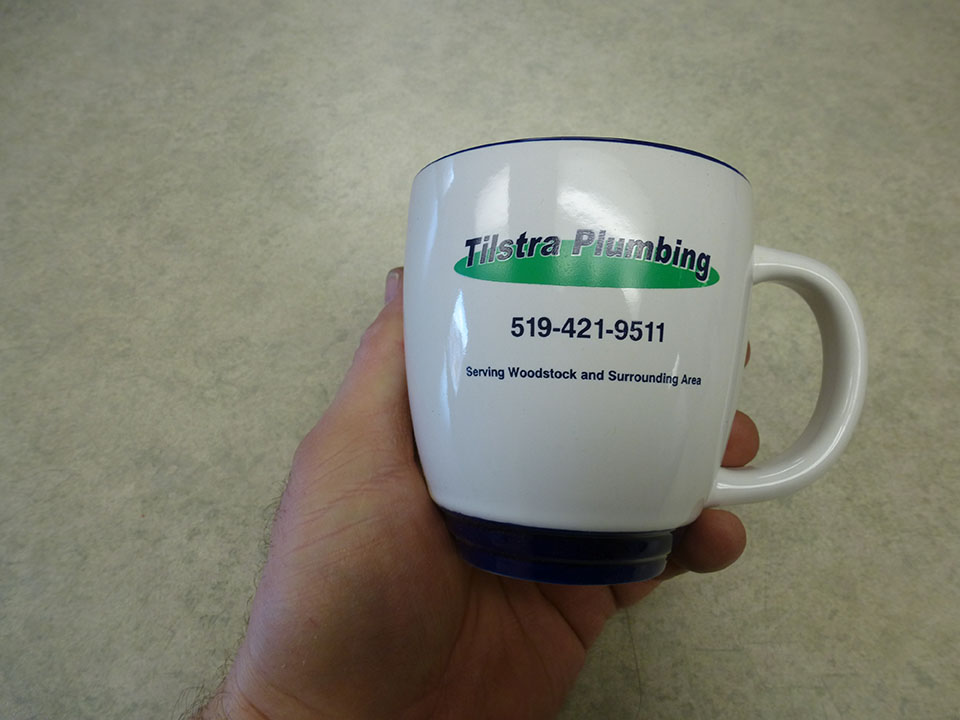 Tilstra Plumbing
519-421-9511
Serving Woodstock and Surrounding Area